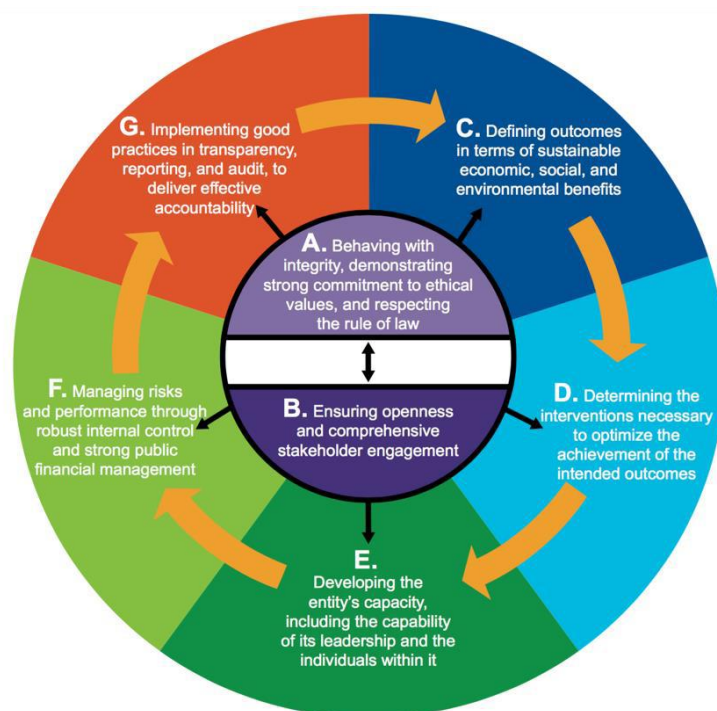 A. Behaving with
integrity, demonstrating
strong commitment to ethical
values, and respecting
the rule of law
B. Ensuring openness
and comprehensive
stakeholder engagement
C. Defining outcomes
in terms of sustainable
economic, social, and
environmental benefits
D. Determining the
interventions necessary
to optimize the
achievement of the
intended outcomes
E.
Developing the
entity's capacity,
including the capability
of its leadership and the
individuals within it
F. Managing risks
and performance through
robust internal control
and strong public
financial management
G. Implementing good
practices in transparency,
reporting, and audit, to
deliver effective
accountability